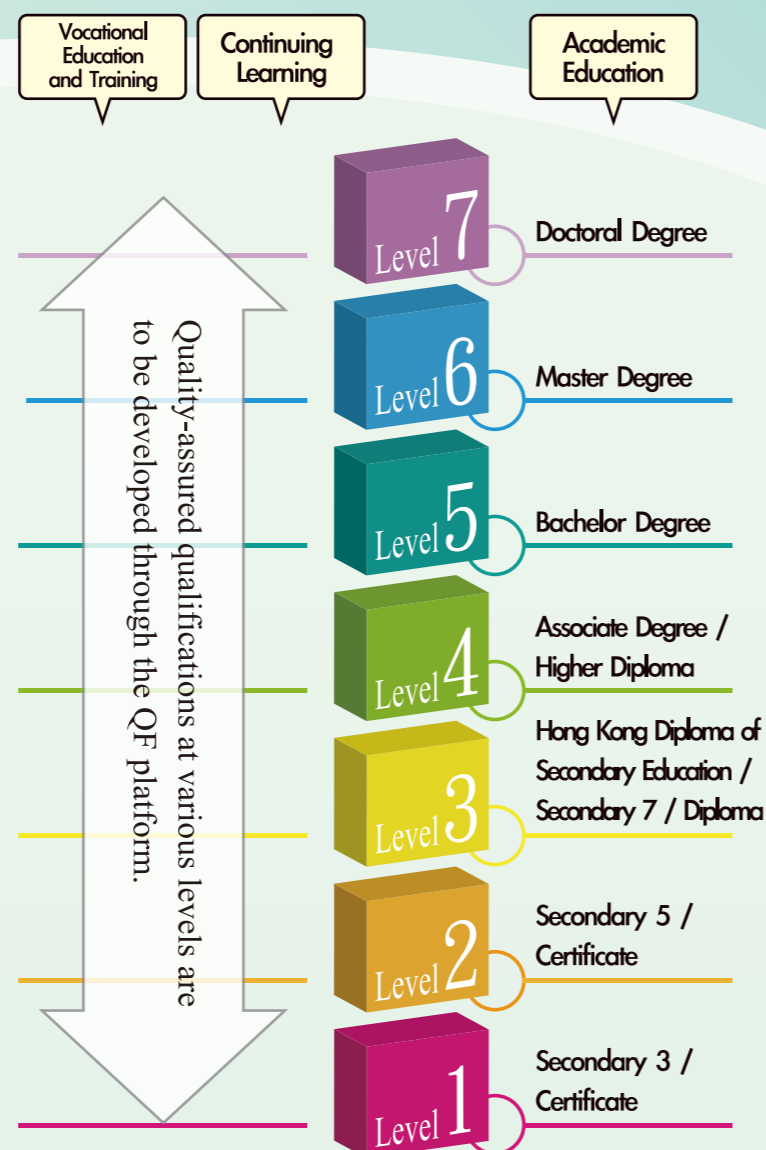 Vocational
Education
and Training
Continuing
Learning
Academic
Education
Level 7
Doctoral Degree
Level 6
Master Degree
Level 5
Bachelor Degree
Level 4
Associate Degree /
Higher Diploma
Level 3
Hong Kong Diploma of
Secondary Education /
Secondary 7 / Diploma
Level 2
Secondary 5 /
Certificate
Level 1
Secondary 3 /
Certificate
Quality-assured qualifications at various levels are
to be developed through the QF platform.